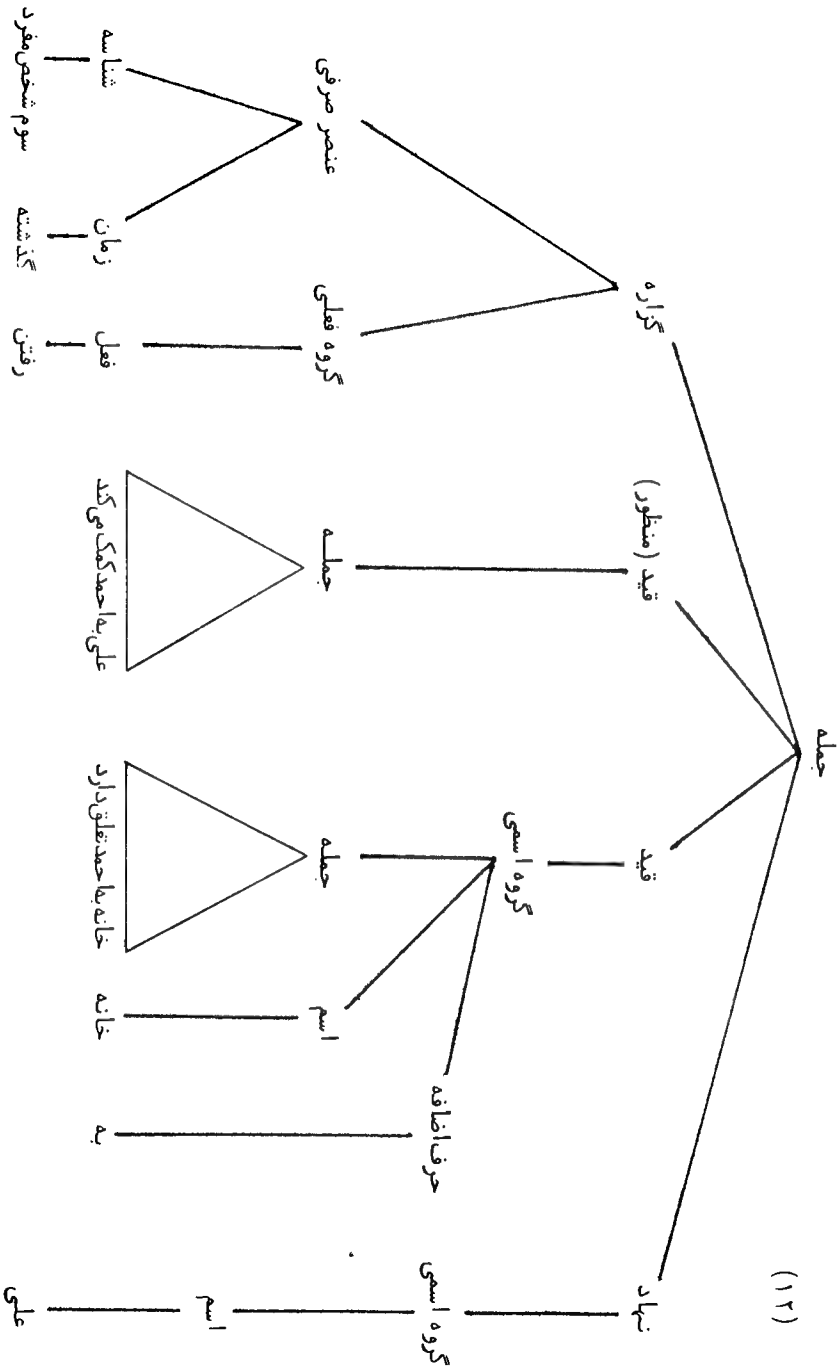 (۱۲)
جمله
نهاد
قید
قید (منظور)
گزاره
گروه اسمی
حرف اضافه
گروه اسمی
اسم
اسم
جمله
جمله
گروه فعلی
عنصر صرفی
فعل
زمان
شناسه
علی
به
خانه
خانه به احمد تعلق دارد
علی به احمد کمک می کند
رفتن
گذشته
سوم شخص مفرد